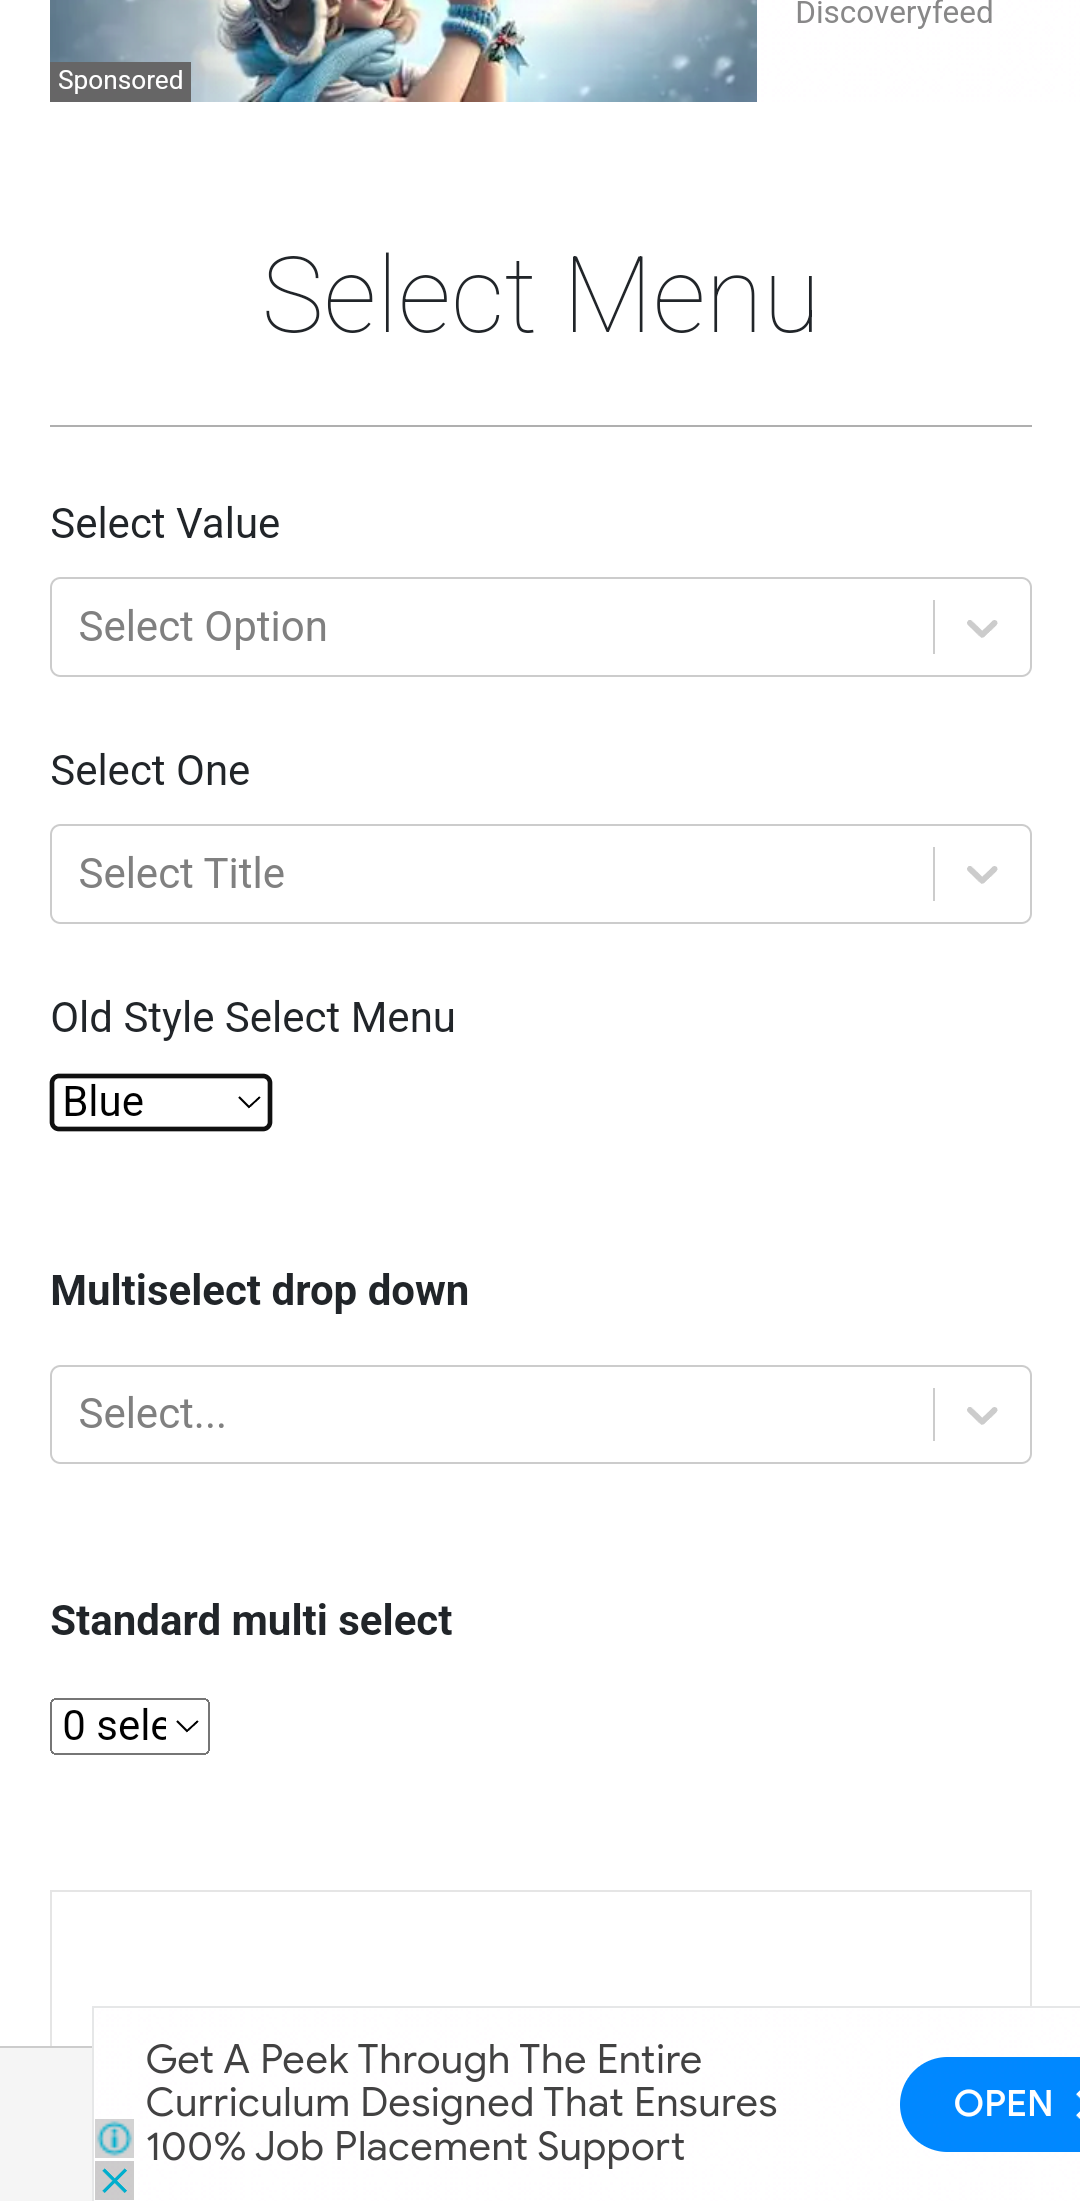 Discoveryfeed
Sponsored
Select Menu
Select Value
Select Option
Select One
Select Title
Old Style Select Menu
Blue
Multiselect drop down
Select...
Standard multi select
0 sele
Get A Peek Through The Entire
Curriculum Designed That Ensures
100% Job Placement Support
OPEN